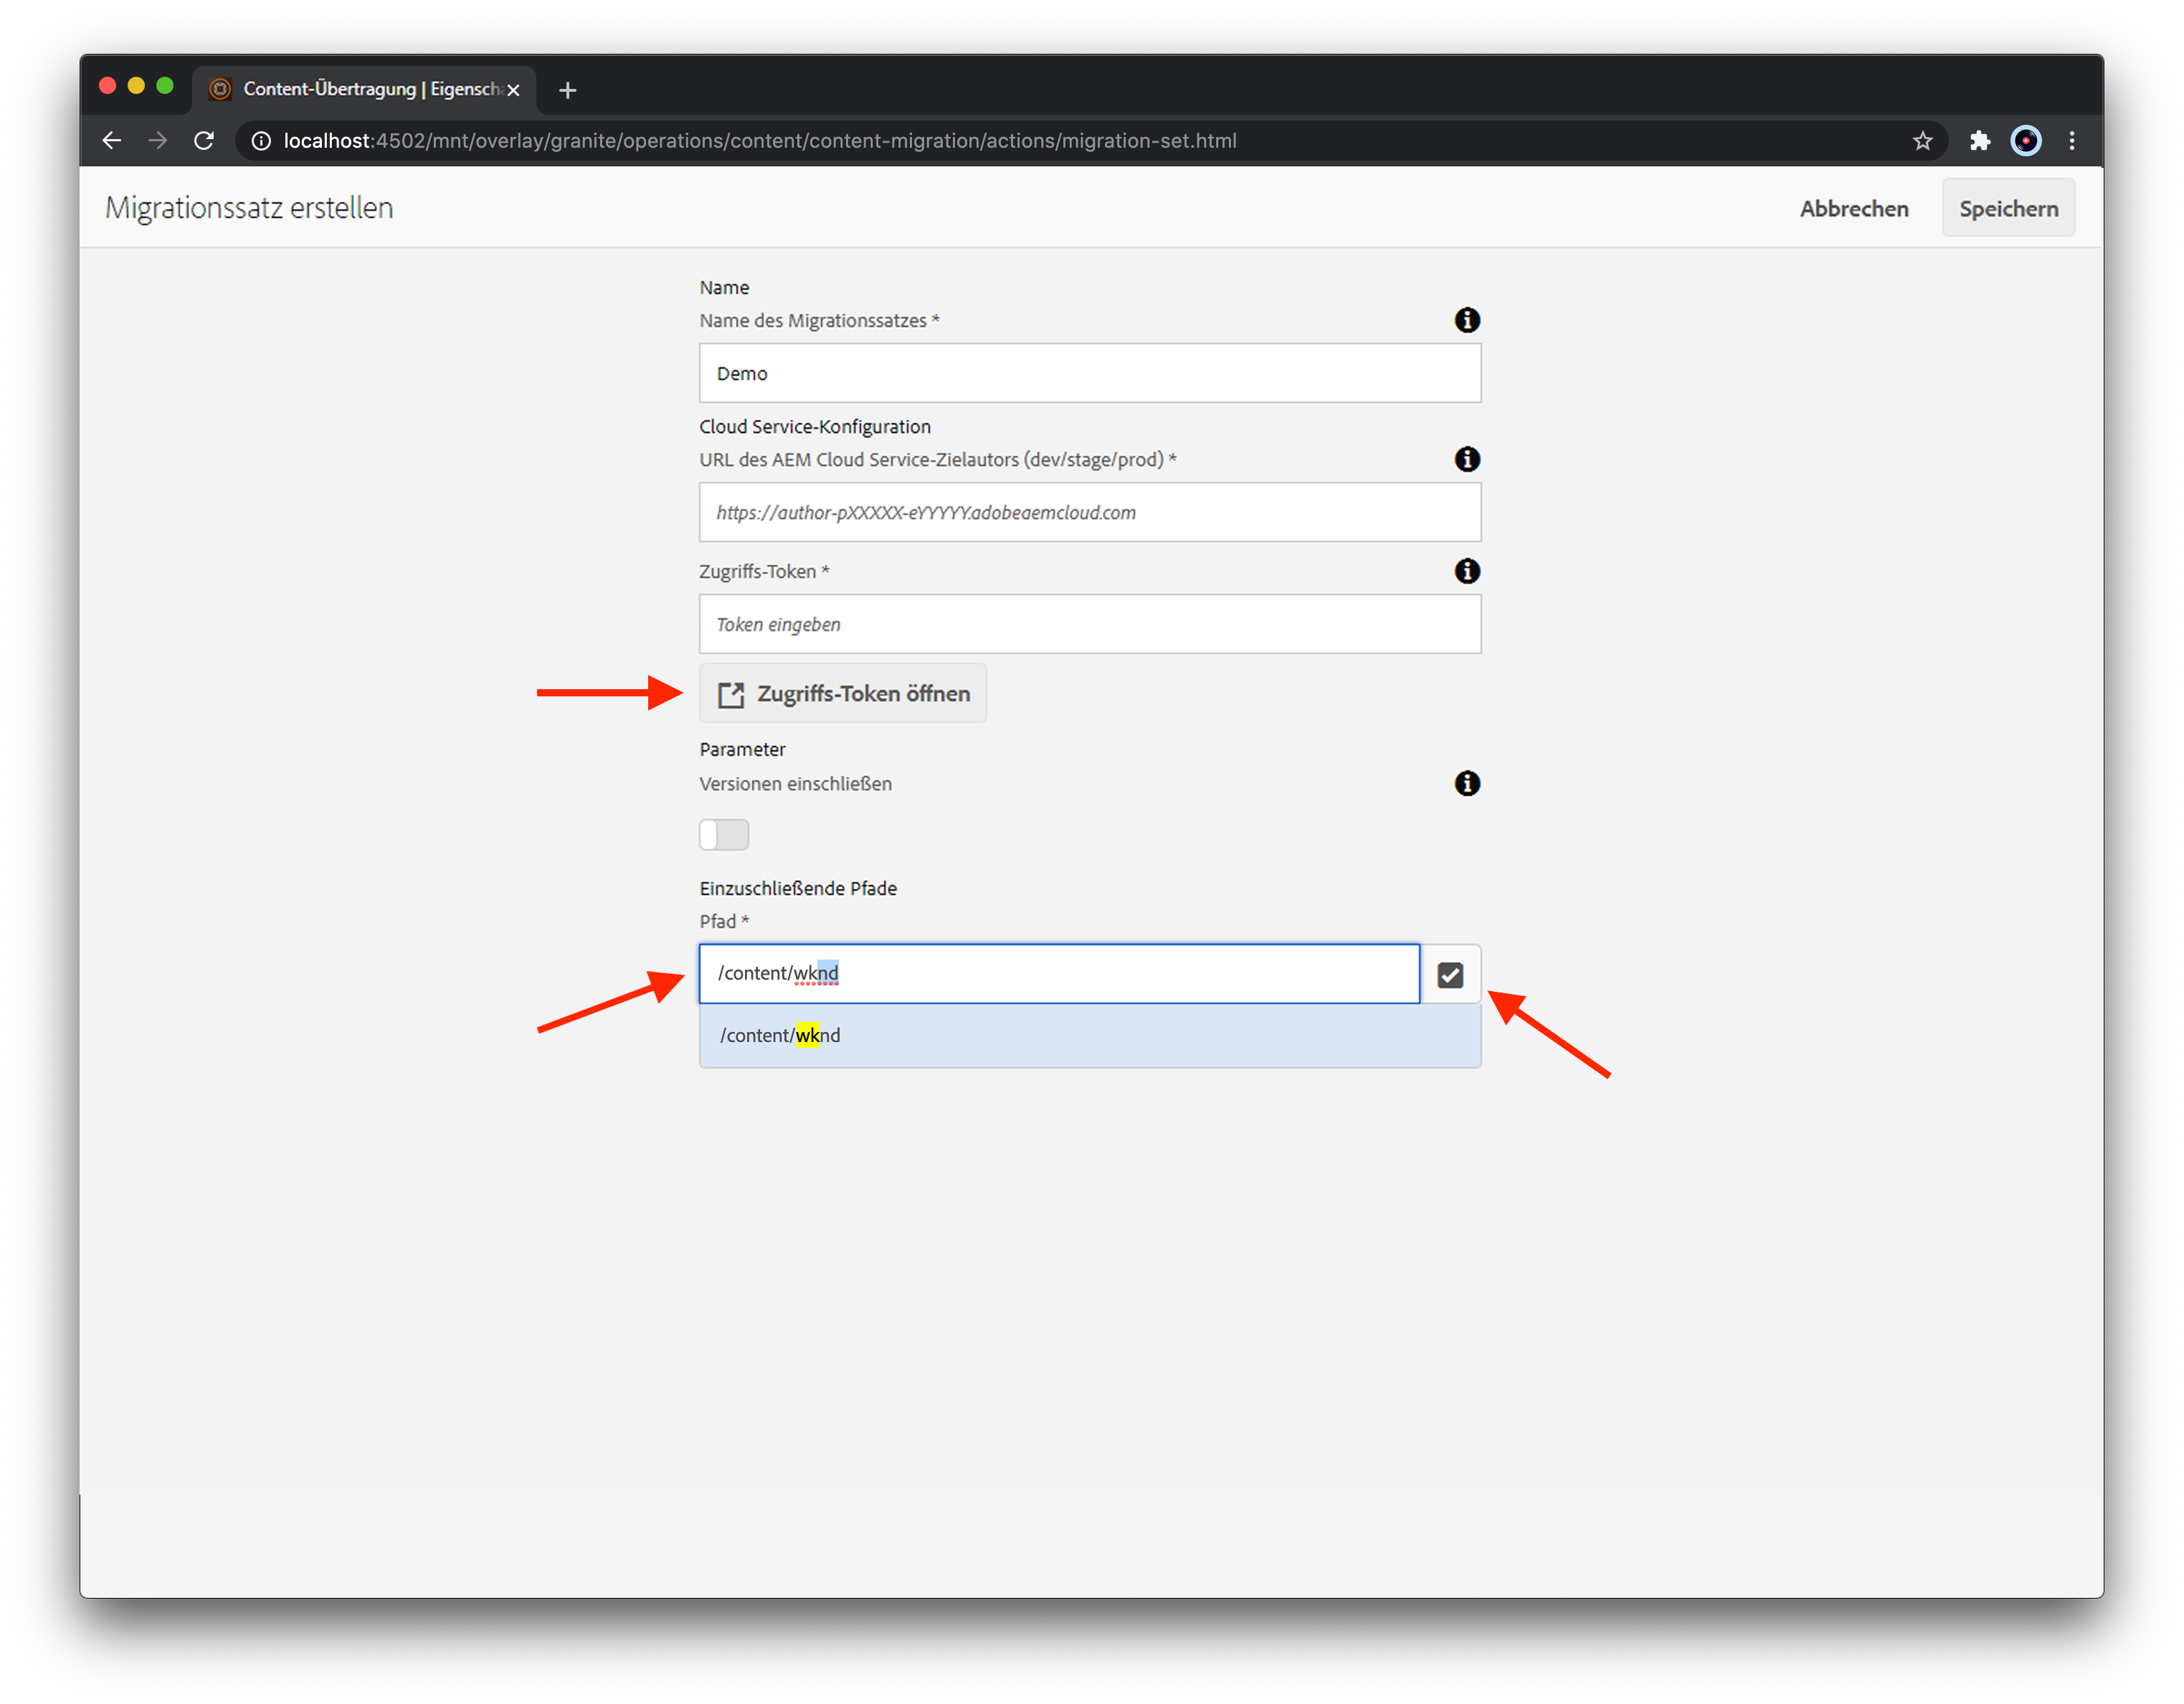 Content-Übertragung | Eigensch
localhost:4502/mnt/overlay/granite/operations/content/content-migration/actions/migration-set.html
Migrationssatz erstellen
Abbrechen
Speichern
Name
Name des Migrationssatzes *
Demo
Cloud Service-Konfiguration
URL des AEM Cloud Service-Zielautors (dev/stage/prod) *
https://author-pXXXXX-eYYYYY.adobeaemcloud.com
Zugriffs-Token *
Token eingeben
Zugriffs-Token öffnen
Parameter
Versionen einschließen
Einzuschließende Pfade
Pfad *
/content/wknd
/content/wknd